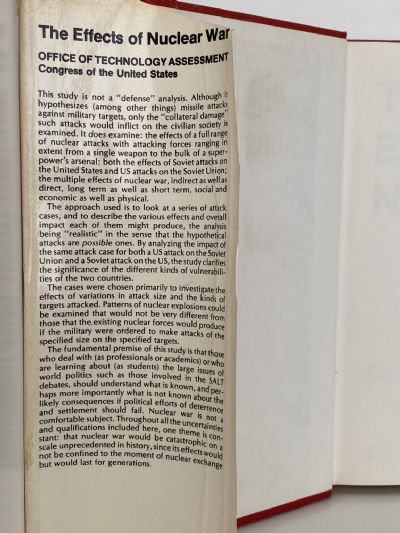 The Effects of Nuclear War
OFFICE OF TECHNOLOGY ASSESSMENT
Congress of the United States
This study is not a "defense" analysis. Although it
hypothesizes (among other things) missile attacks
against military targets, only the "collateral damage"
such attacks would inflict on the civilian society is
examined. It does examine: the effects of a full range
of nuclear attacks with attacking forces ranging in
extent from a single weapon to the bulk of a super-
power's arsenal; both the effects of Soviet attacks on
the United States and US attacks on the Soviet Union;
the multiple effects of nuclear war, indirect as well as
direct, long term as well as short term, social and
economic as well as physical.
The approach used is to look at a series of attack
cases, and to describe the various effects and overall
impact each of them might produce, the analysis
being "realistic" in the sense that the hypothetical
attacks are possible ones. By analyzing the impact of
the same attack case for both a US attack on the Soviet
Union and a Soviet attack on the US, the study clarifies
the significance of the different kinds of vulnerabili-
ties of the two countries.
The cases were chosen primarily to investigate the
effects of variations in attack size and the kinds of
targets attacked. Patterns of nuclear explosions could
be examined that would not be very different from
those that the existing nuclear forces would produce
if the military were ordered to make attacks of the
specified size on the specified targets.
The fundamental premise of this study is that those
who deal with (as professionals or academics) or who
are learning about (as students) the large issues of
world politics such as those involved in the SALT
debates, should understand what is known, and per-
haps more importantly what is not known about the
likely consequences if political efforts of deterrence
and settlement should fail. Nuclear war is not a
comfortable subject. Throughout all the uncertainties
and qualifications included here, one theme is con-
stant: that nuclear war would be catastrophic on a
scale unprecedented in history, since its effects would
not be confined to the moment of nuclear exchange
but would last for generations.